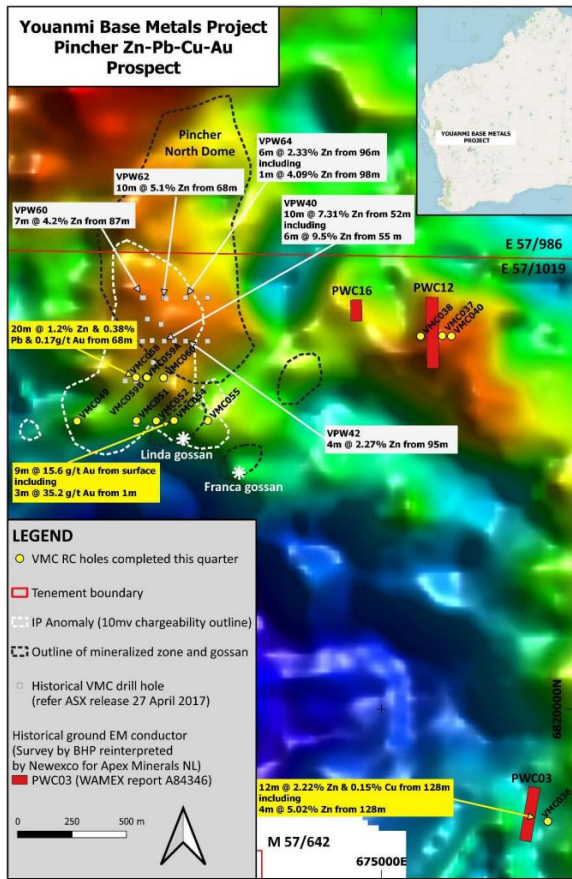 Youanmi Base Metals Project
Pincher Zn-Pb-Cu-Au
Prospect
YOUANMI BASE METALS
PROJECT
Pincher
North Dome
VPW64
6m @ 2.33% Zn from 96m
including
1m @ 4.09% Zn from 98m
VPW62
10m @ 5.1% Zn from 68m
VPW60
7m @ 4.2% Zn from 87m
VPW40
10m @ 7.31% Zn from 52m
including
6m @ 9.5% Zn from 55 m
E 57/986
E 57/1019
PWC16
PWC12
VMC038
VMC037
VMC040
20m @ 1.2% Zn & 0.38%
Pb & 0.17g/t Au from 68m
VMC058
VMC059A
VMC060
VMC049
VMC059B
VMC051
VMC052
VMC055
VPW42
4m @ 2.27% Zn from 95m
Linda gossan
Franca gossan
9m @ 15.6 g/t Au from surface
including
3m @ 35.2 g/t Au from 1m
LEGEND
VMC RC holes completed this quarter
Tenement boundary
IP Anomaly (10mv chargeability outline)
Outline of mineralized zone and gossan
Historical VMC drill hole
(refer ASX release 27 April 2017)
Historical ground EM conductor
(Survey by BHP reinterpreted
by Newexco for Apex Minerals NL)
PWC03 (WAMEX report A84346)
0 250 500 m
6820000N
12m @ 2.22% Zn & 0.15% Cu from 128m
including
4m @ 5.02% Zn from 128m
PWC03
VMC036
M 57/642
675000E